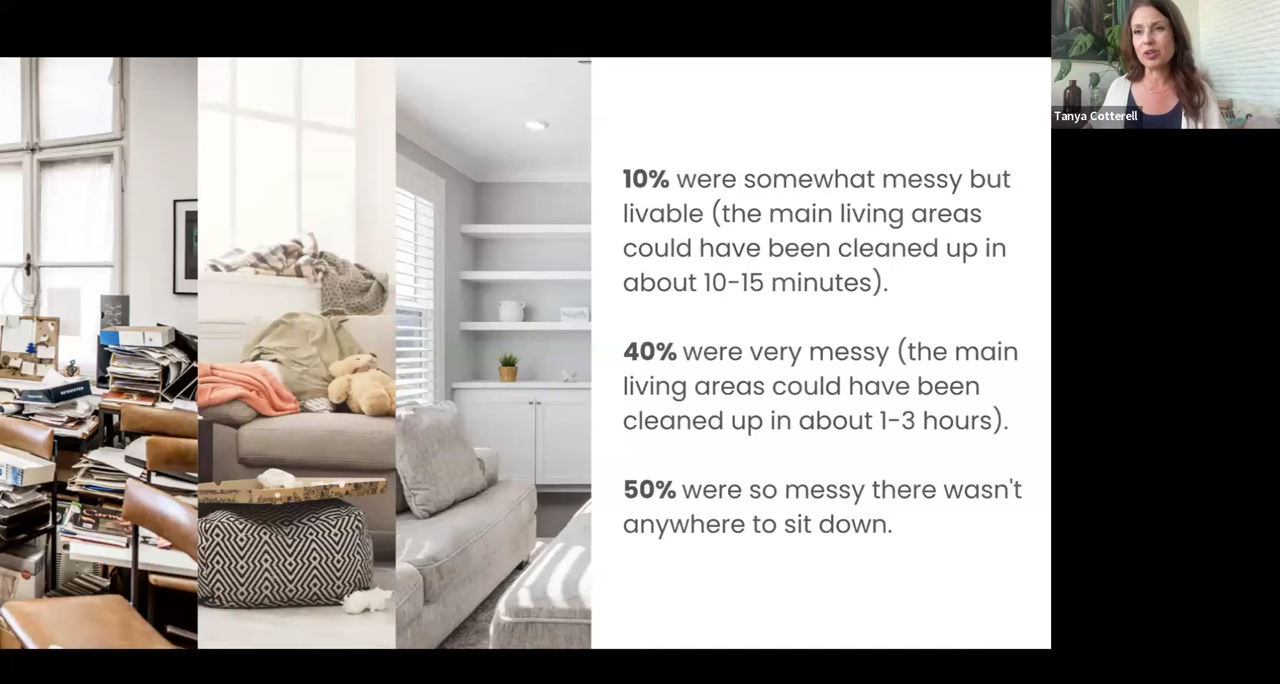 Tanya Cotterell
10% were somewhat messy but
livable (the main living areas
could have been cleaned up in
about 10-15 minutes).
40% were very messy (the main
living areas could have been
cleaned up in about 1-3 hours).
50% were so messy there wasn't
anywhere to sit down.